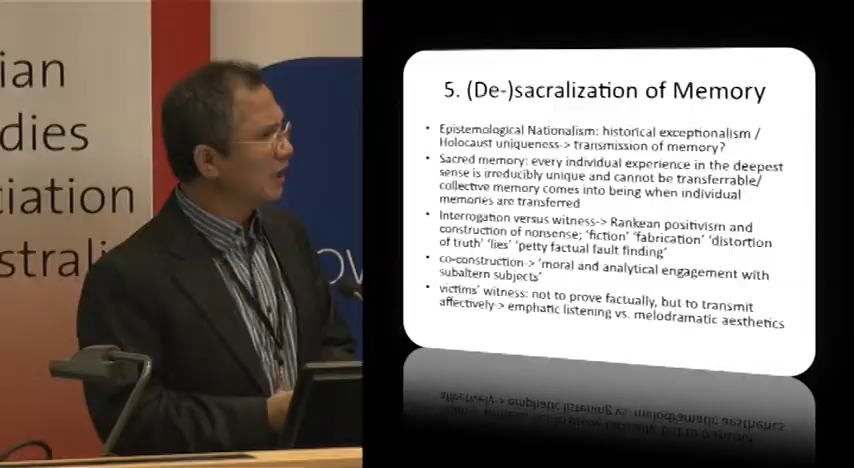 ian
dies
ciation
strali
ow
5. (De-)sacralization of Memory
• Epistemological Nationalism: historical exceptionalism /
Holocaust uniqueness-> transmission of memory?
• Sacred memory: every individual experience in the deepest
sense is irreducibly unique and cannot be transferrable/
collective memory comes into being when individual
memories are transferred
• Interrogation versus witness-> Rankean positivism and
construction of nonsense; 'fiction' 'fabrication' 'distortion
of truth' 'lies' 'petty factual fault finding'
• co-construction-> 'moral and analytical engagement with
subaltern subjects'
• victims' witness: not to prove factually, but to transmit
affectively-> emphatic listening vs. melodramatic aesthetics